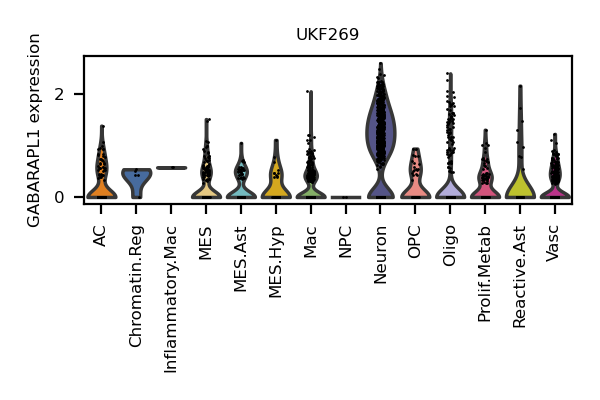 UKF269
GABARAPL1 expression
2
0
AC
Chromatin.Reg
Inflammatory.Mac
MES
MES.Ast
MES.Hyp
Mac
NPC
Neuron
OPC
Oligo
Prolif.Metab
Reactive.Ast
Vasc